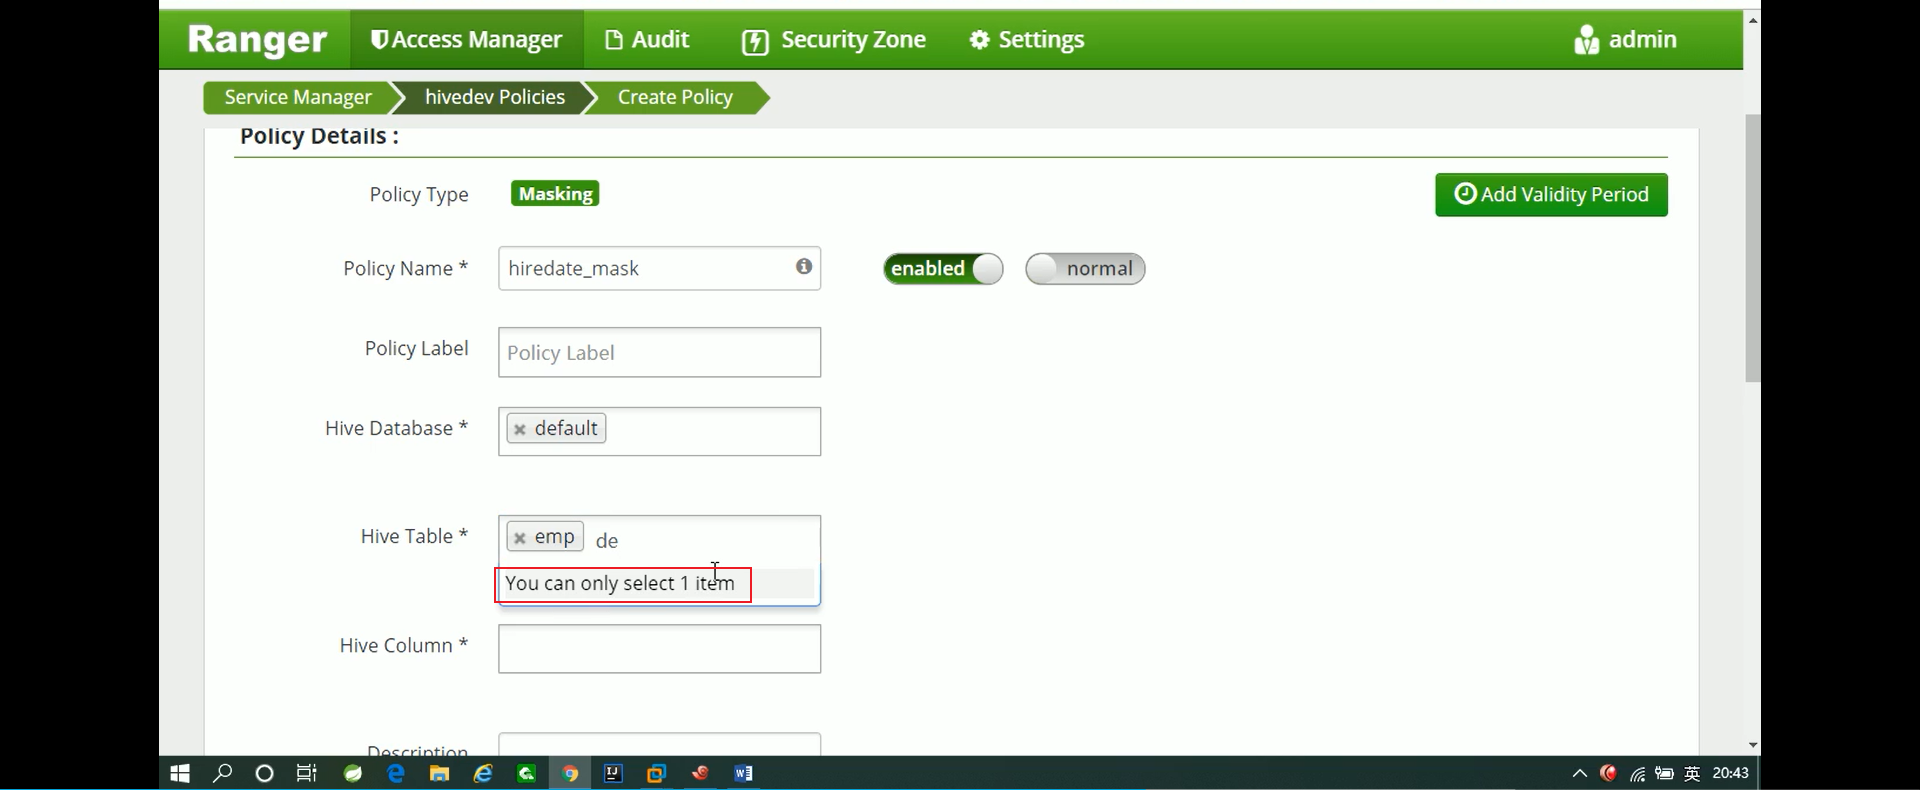 Ranger Access Manager Audit Security Zone Settings admin
Service Manager hivedev Policies Create Policy
Policy Details :
Policy Type Masking Add Validity Period
Policy Name * hiredate_mask enabled normal
Policy Label Policy Label
Hive Database * × default
Hive Table * × emp de
You can only select 1 item
Hive Column *
Description
英 20:43